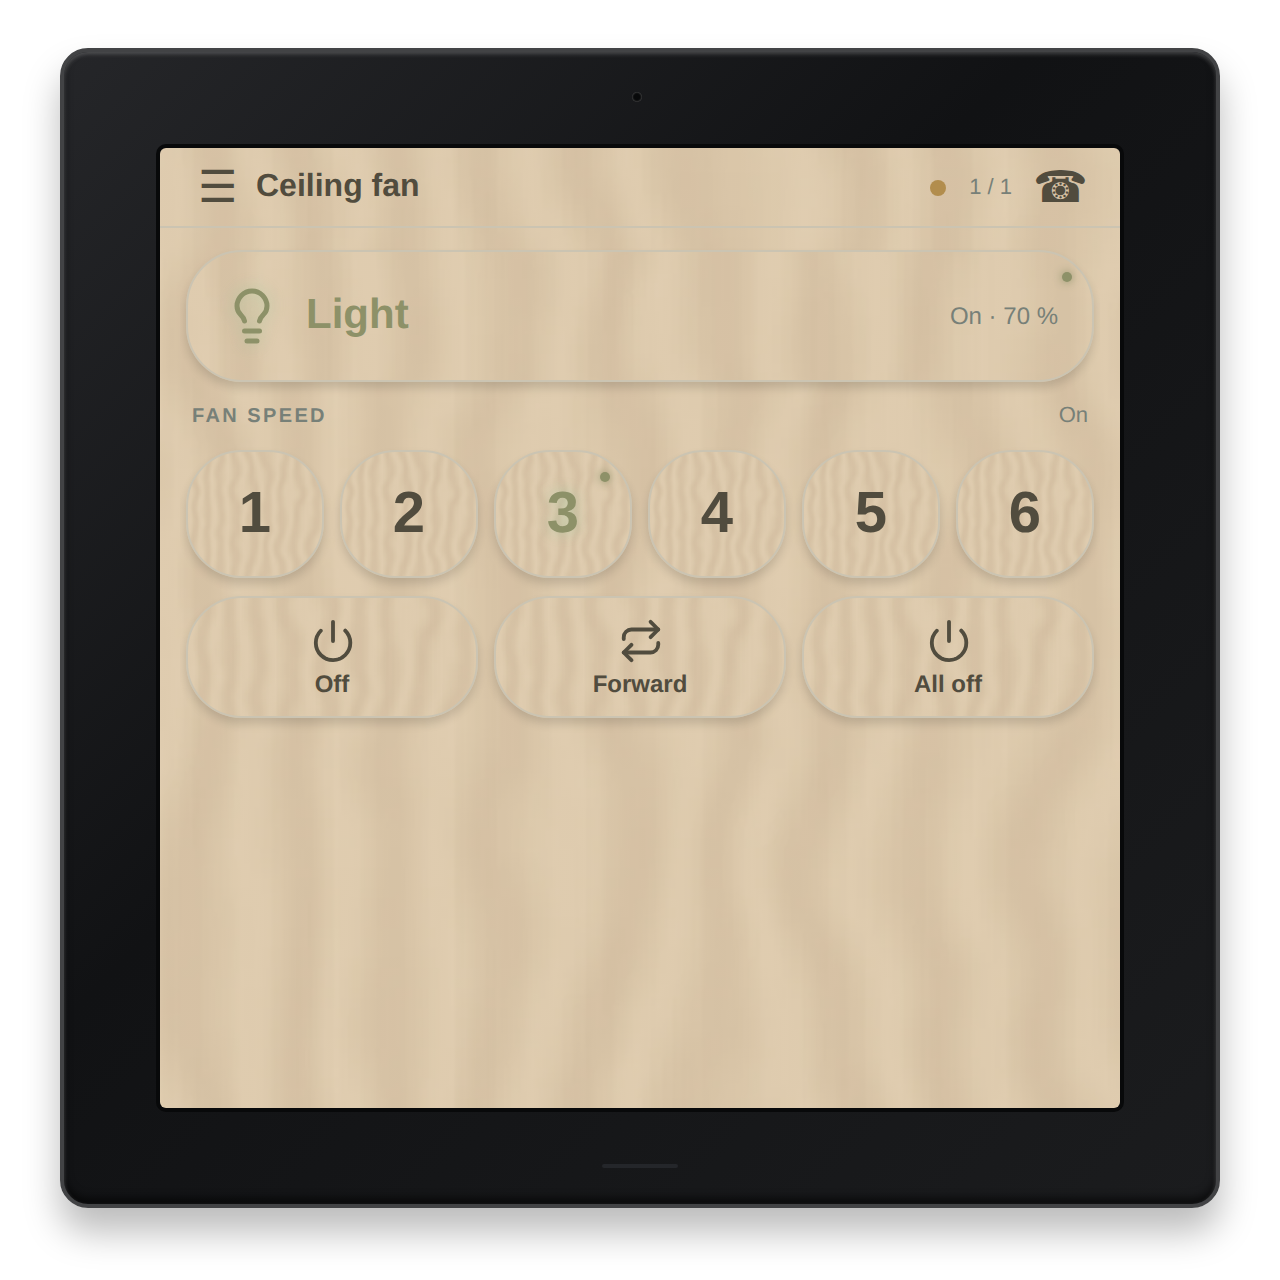 Ceiling fan
1 / 1
Light
On · 70 %
FAN SPEED
On
1 2 3 4 5 6
Off
Forward
All off